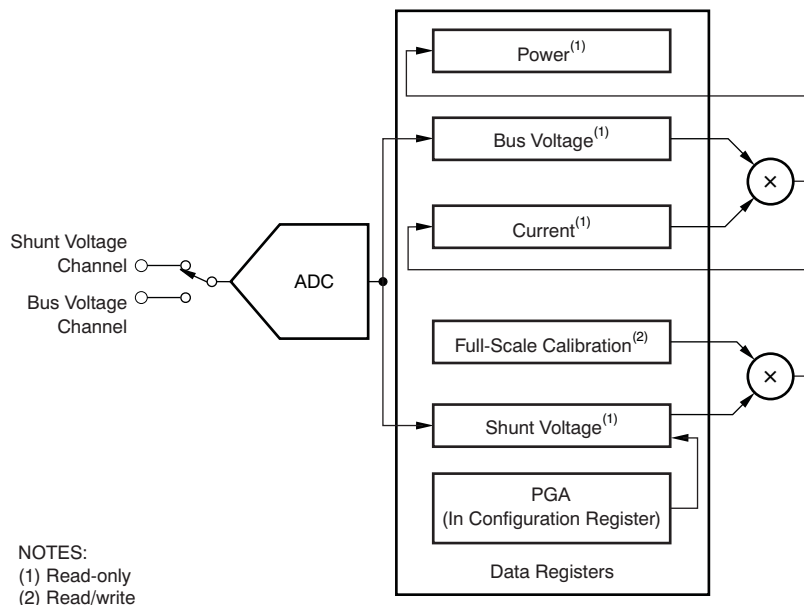 Power(1)
Bus Voltage(1)
×
Current(1)
Shunt Voltage
Channel
ADC
Bus Voltage
Channel
Full-Scale Calibration(2)
×
Shunt Voltage(1)
PGA
(In Configuration Register)
Data Registers
NOTES:
(1) Read-only
(2) Read/write